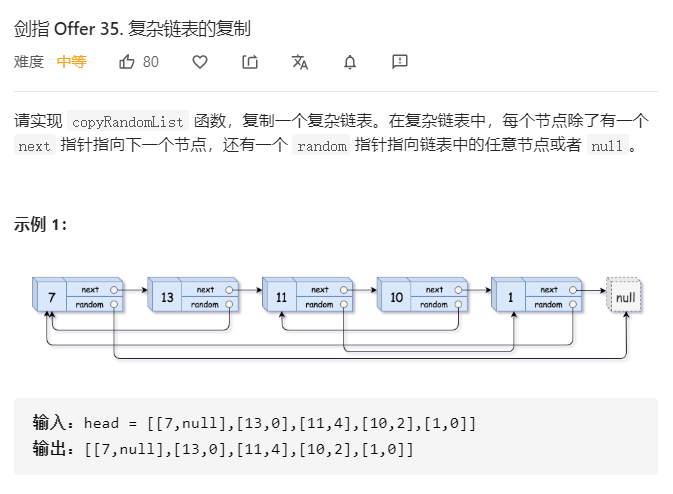 剑指 Offer 35. 复杂链表的复制
难度 中等 80
请实现 copyRandomList 函数，复制一个复杂链表。在复杂链表中，每个节点除了有一个
next 指针指向下一个节点，还有一个 random 指针指向链表中的任意节点或者 null 。
示例 1：
7 next random 13 next random 11 next random 10 next random 1 next random null
输入：head = [[7,null],[13,0],[11,4],[10,2],[1,0]]
输出：[[7,null],[13,0],[11,4],[10,2],[1,0]]